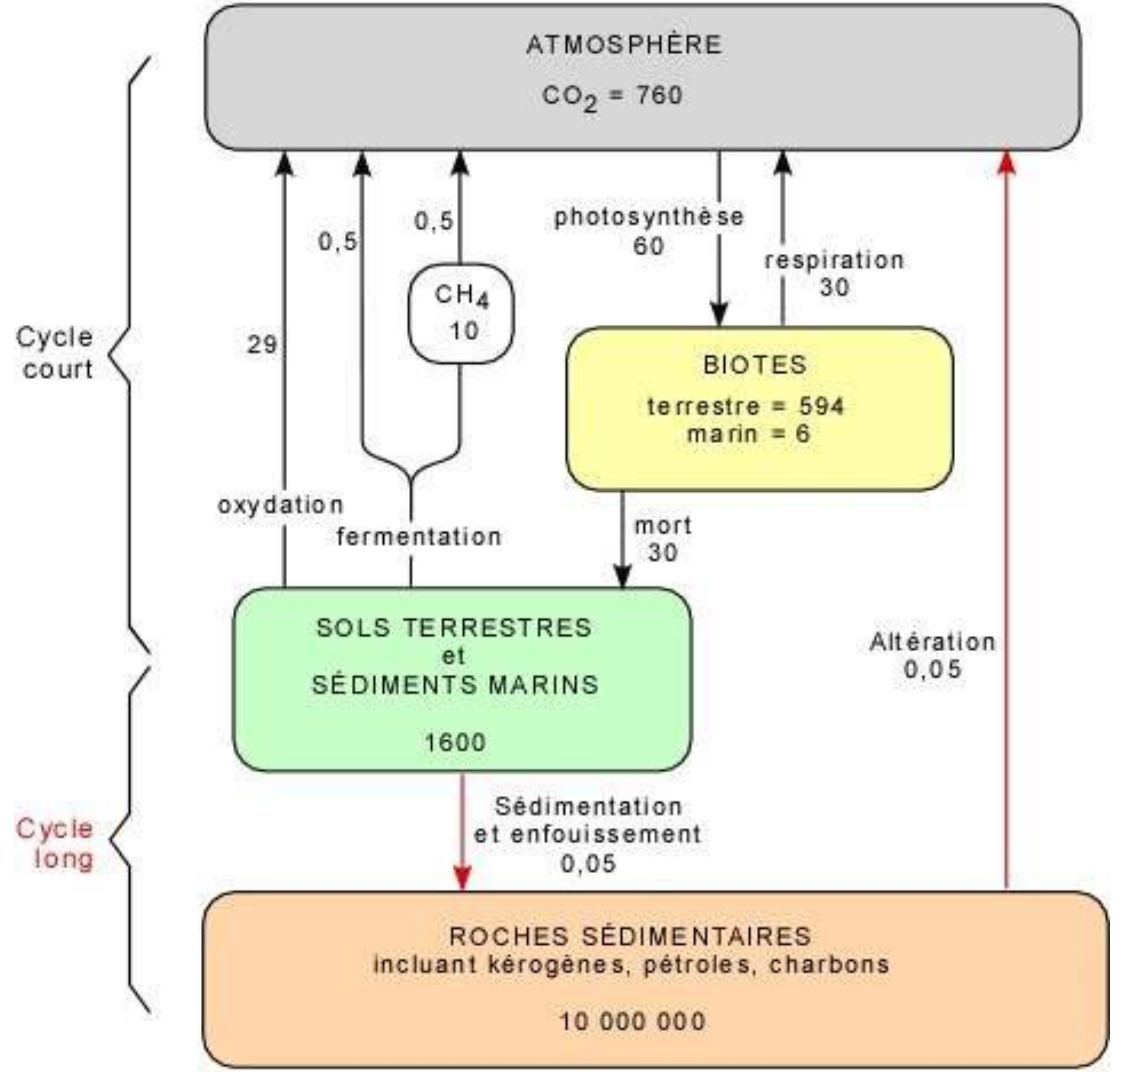 ATMOSPHÈRE
CO2 = 760
0,5
0,5
29
CH4
10
photosynthèse
60
respiration
30
Cycle
court
BIOTES
terrestre = 594
marin = 6
oxydation
fermentation
mort
30
SOLS TERRESTRES
et
SÉDIMENTS MARINS
1600
Altération
0,05
Cycle
long
Sédimentation
et enfouissement
0,05
ROCHES SÉDIMENTAIRES
incluant kérogènes, pétroles, charbons
10 000 000